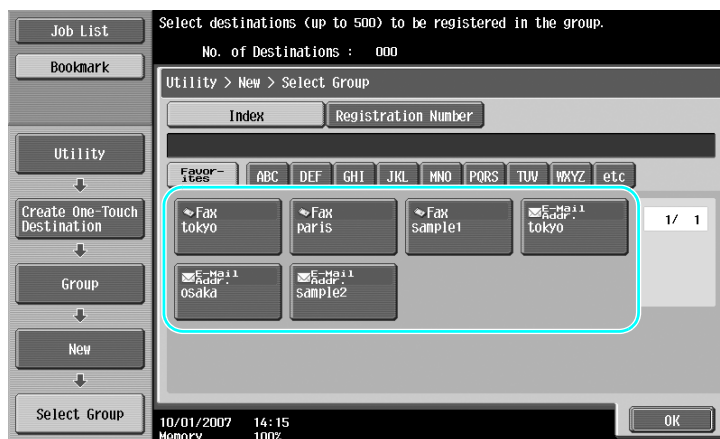 Job List
Bookmark
Utility
Create One-Touch
Destination
Group
New
Select Group
Select destinations (up to 500) to be registered in the group.
No. of Destinations : 000
Utility > New > Select Group
Index
Registration Number
Favor-
ites
ABC
DEF
GHI
JKL
MNO
PQRS
TUV
WXYZ
etc
Fax
tokyo
Fax
paris
Fax
sample1
E-Mail
Addr.
tokyo
1/ 1
E-Mail
Addr.
osaka
E-Mail
Addr.
sample2
10/01/2007 14:15
Memory 100%
OK